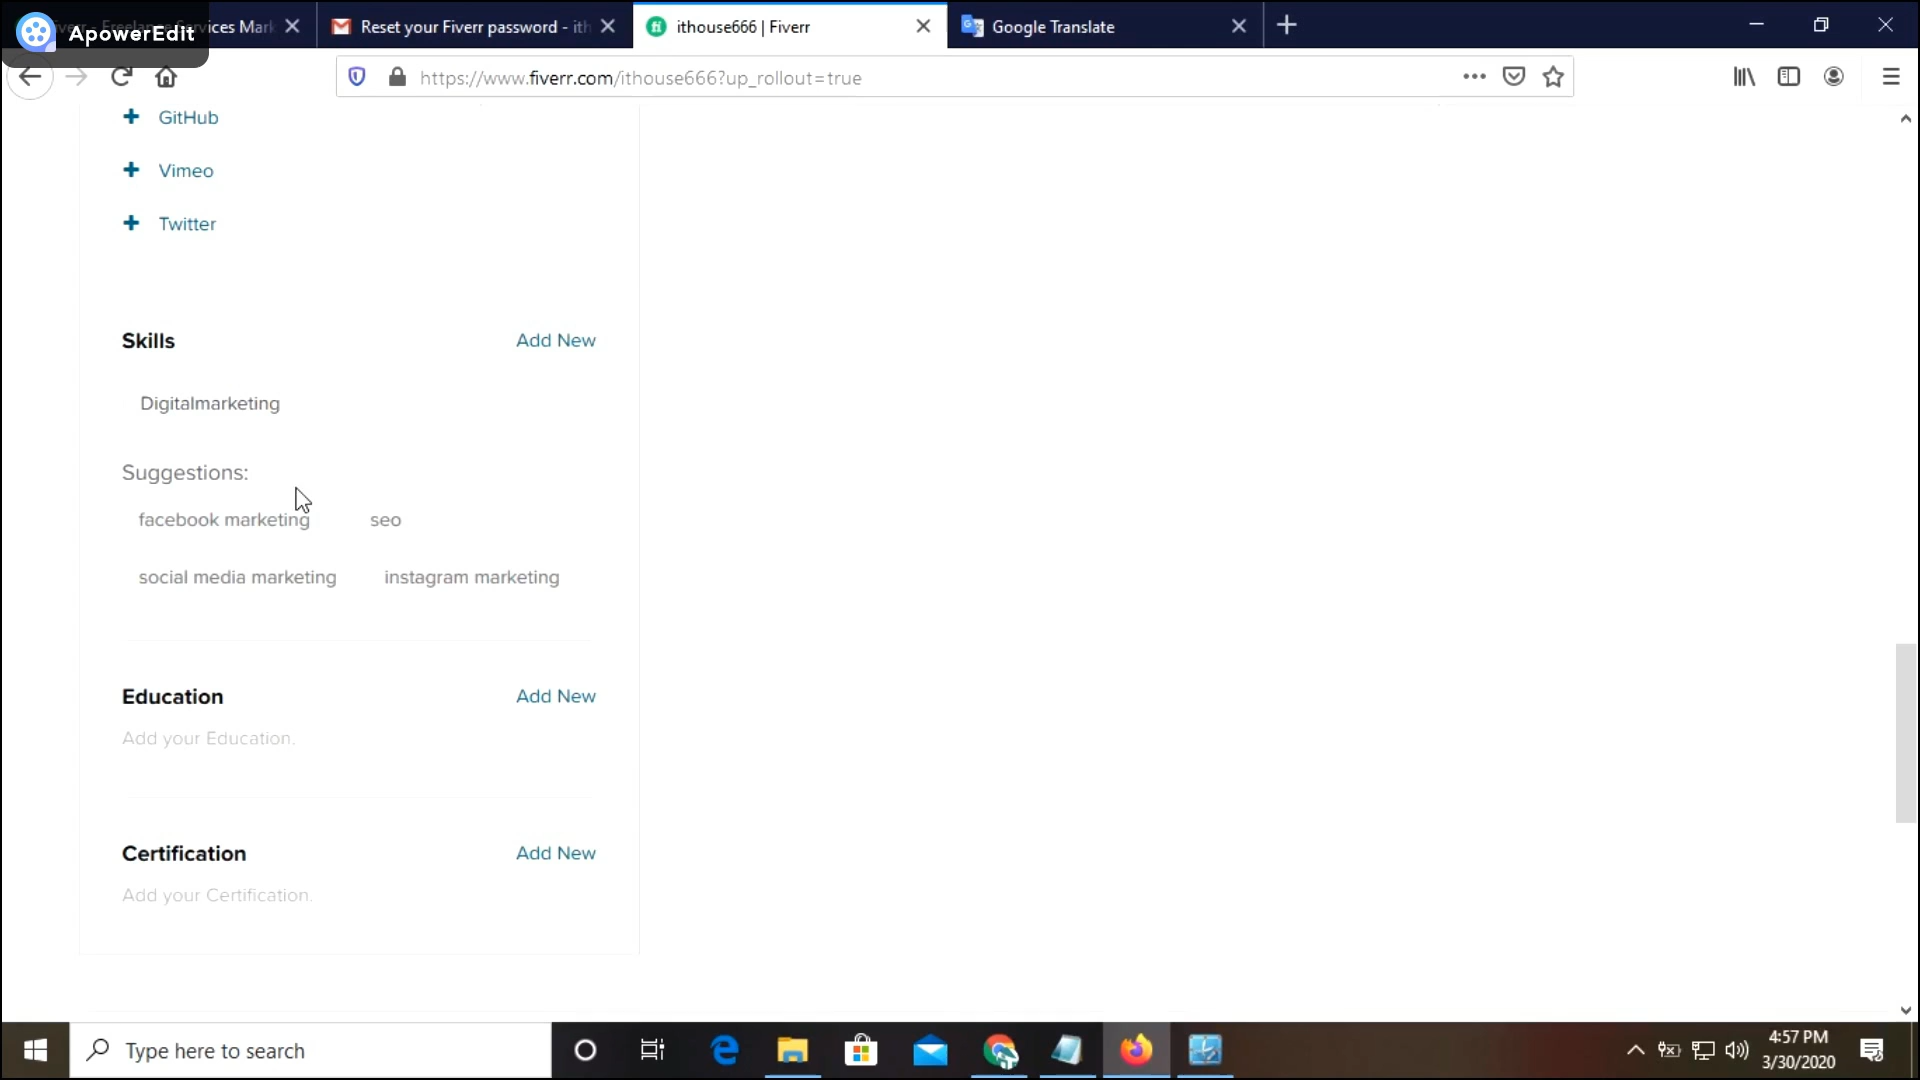 ApowerEdit
Reset your Fiverr password - ith
ithouse666 | Fiverr
Google Translate
https://www.fiverr.com/ithouse666?up_rollout=true
GitHub
Vimeo
Twitter
Skills
Add New
Digitalmarketing
Suggestions:
facebook marketing
seo
social media marketing
instagram marketing
Education
Add New
Add your Education.
Certification
Add New
Add your Certification.
Type here to search
4:57 PM
3/30/2020